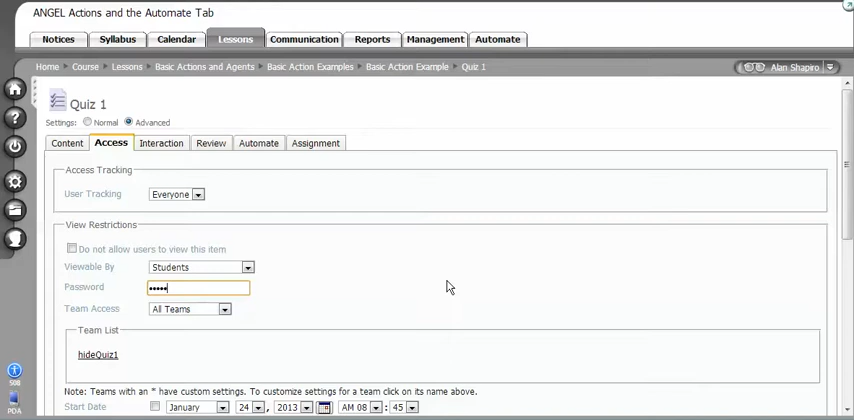 ANGEL Actions and the Automate Tab
Notices Syllabus Calendar Lessons Communication Reports Management Automate
Home Course Lessons Basic Actions and Agents Basic Action Examples Basic Action Example Quiz 1 Alan Shapiro
Quiz 1
Settings: Normal Advanced
Content Access Interaction Review Automate Assignment
Access Tracking
User Tracking Everyone
View Restrictions
Do not allow users to view this item
Viewable By Students
Password •••••
Team Access All Teams
Team List
hideQuiz1
Note: Teams with an * have custom settings. To customize settings for a team click on its name above.
508
Start Date January 24 , 2013 AM 08 : 45
PDA